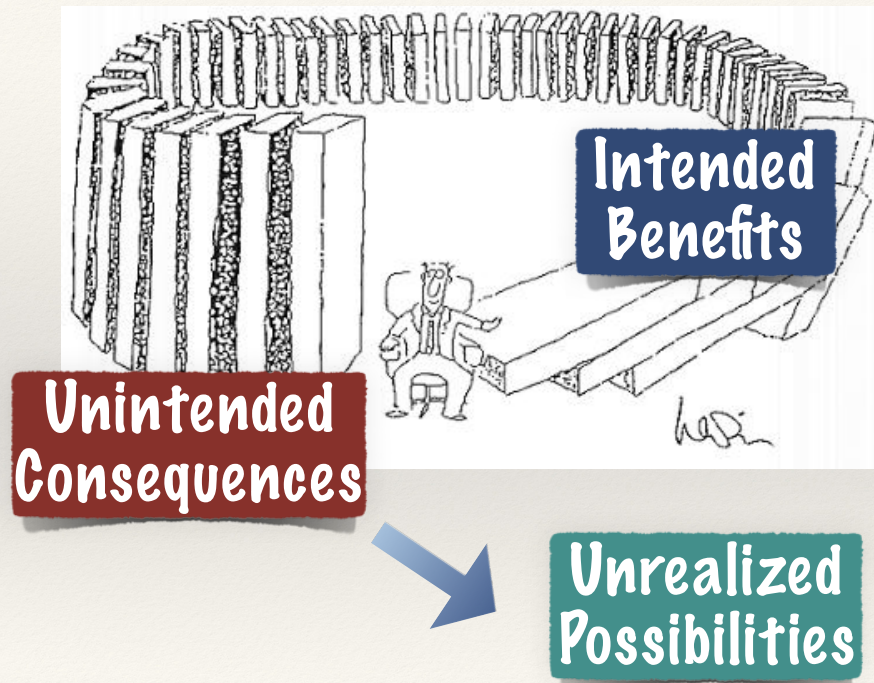 Intended
Benefits
Unintended
Consequences
Unrealized
Possibilities